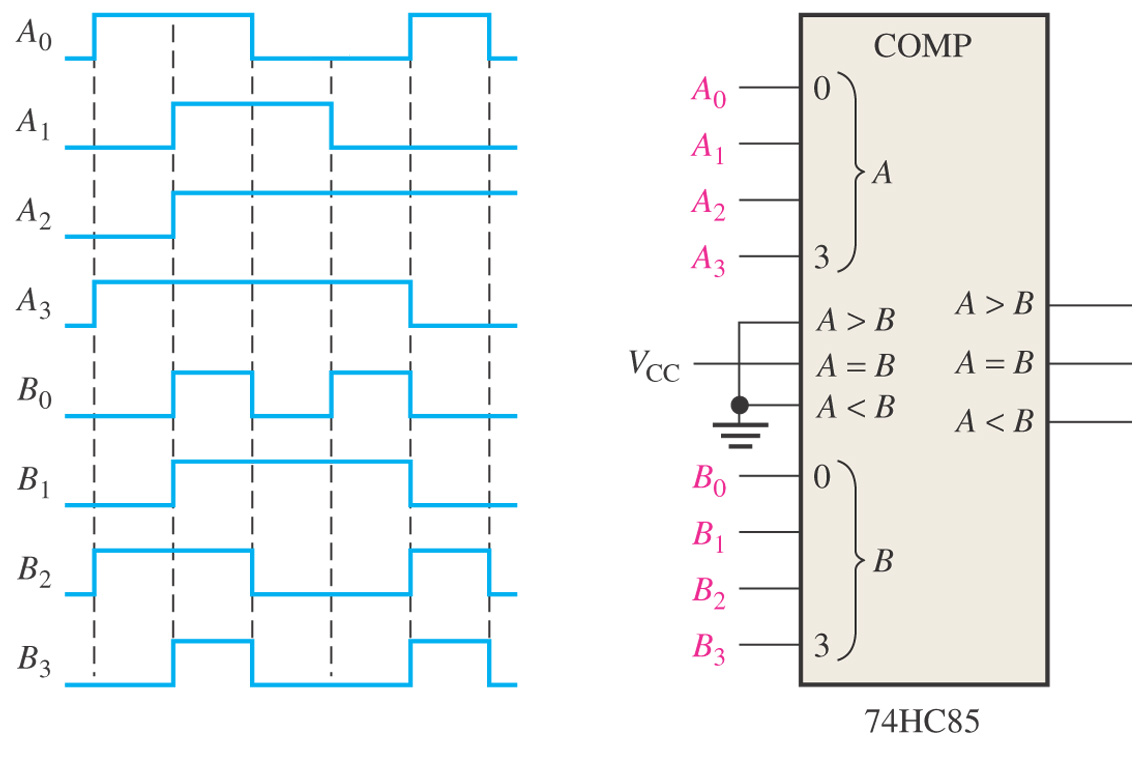 A₀
A₁
A₂
A₃
B₀
B₁
B₂
B₃
COMP
A₀ 0
A₁
A
A₂
A₃ 3
A > B
A > B
V_CC A = B
A = B
A < B
A < B
B₀ 0
B₁
B
B₂
B₃ 3
74HC85